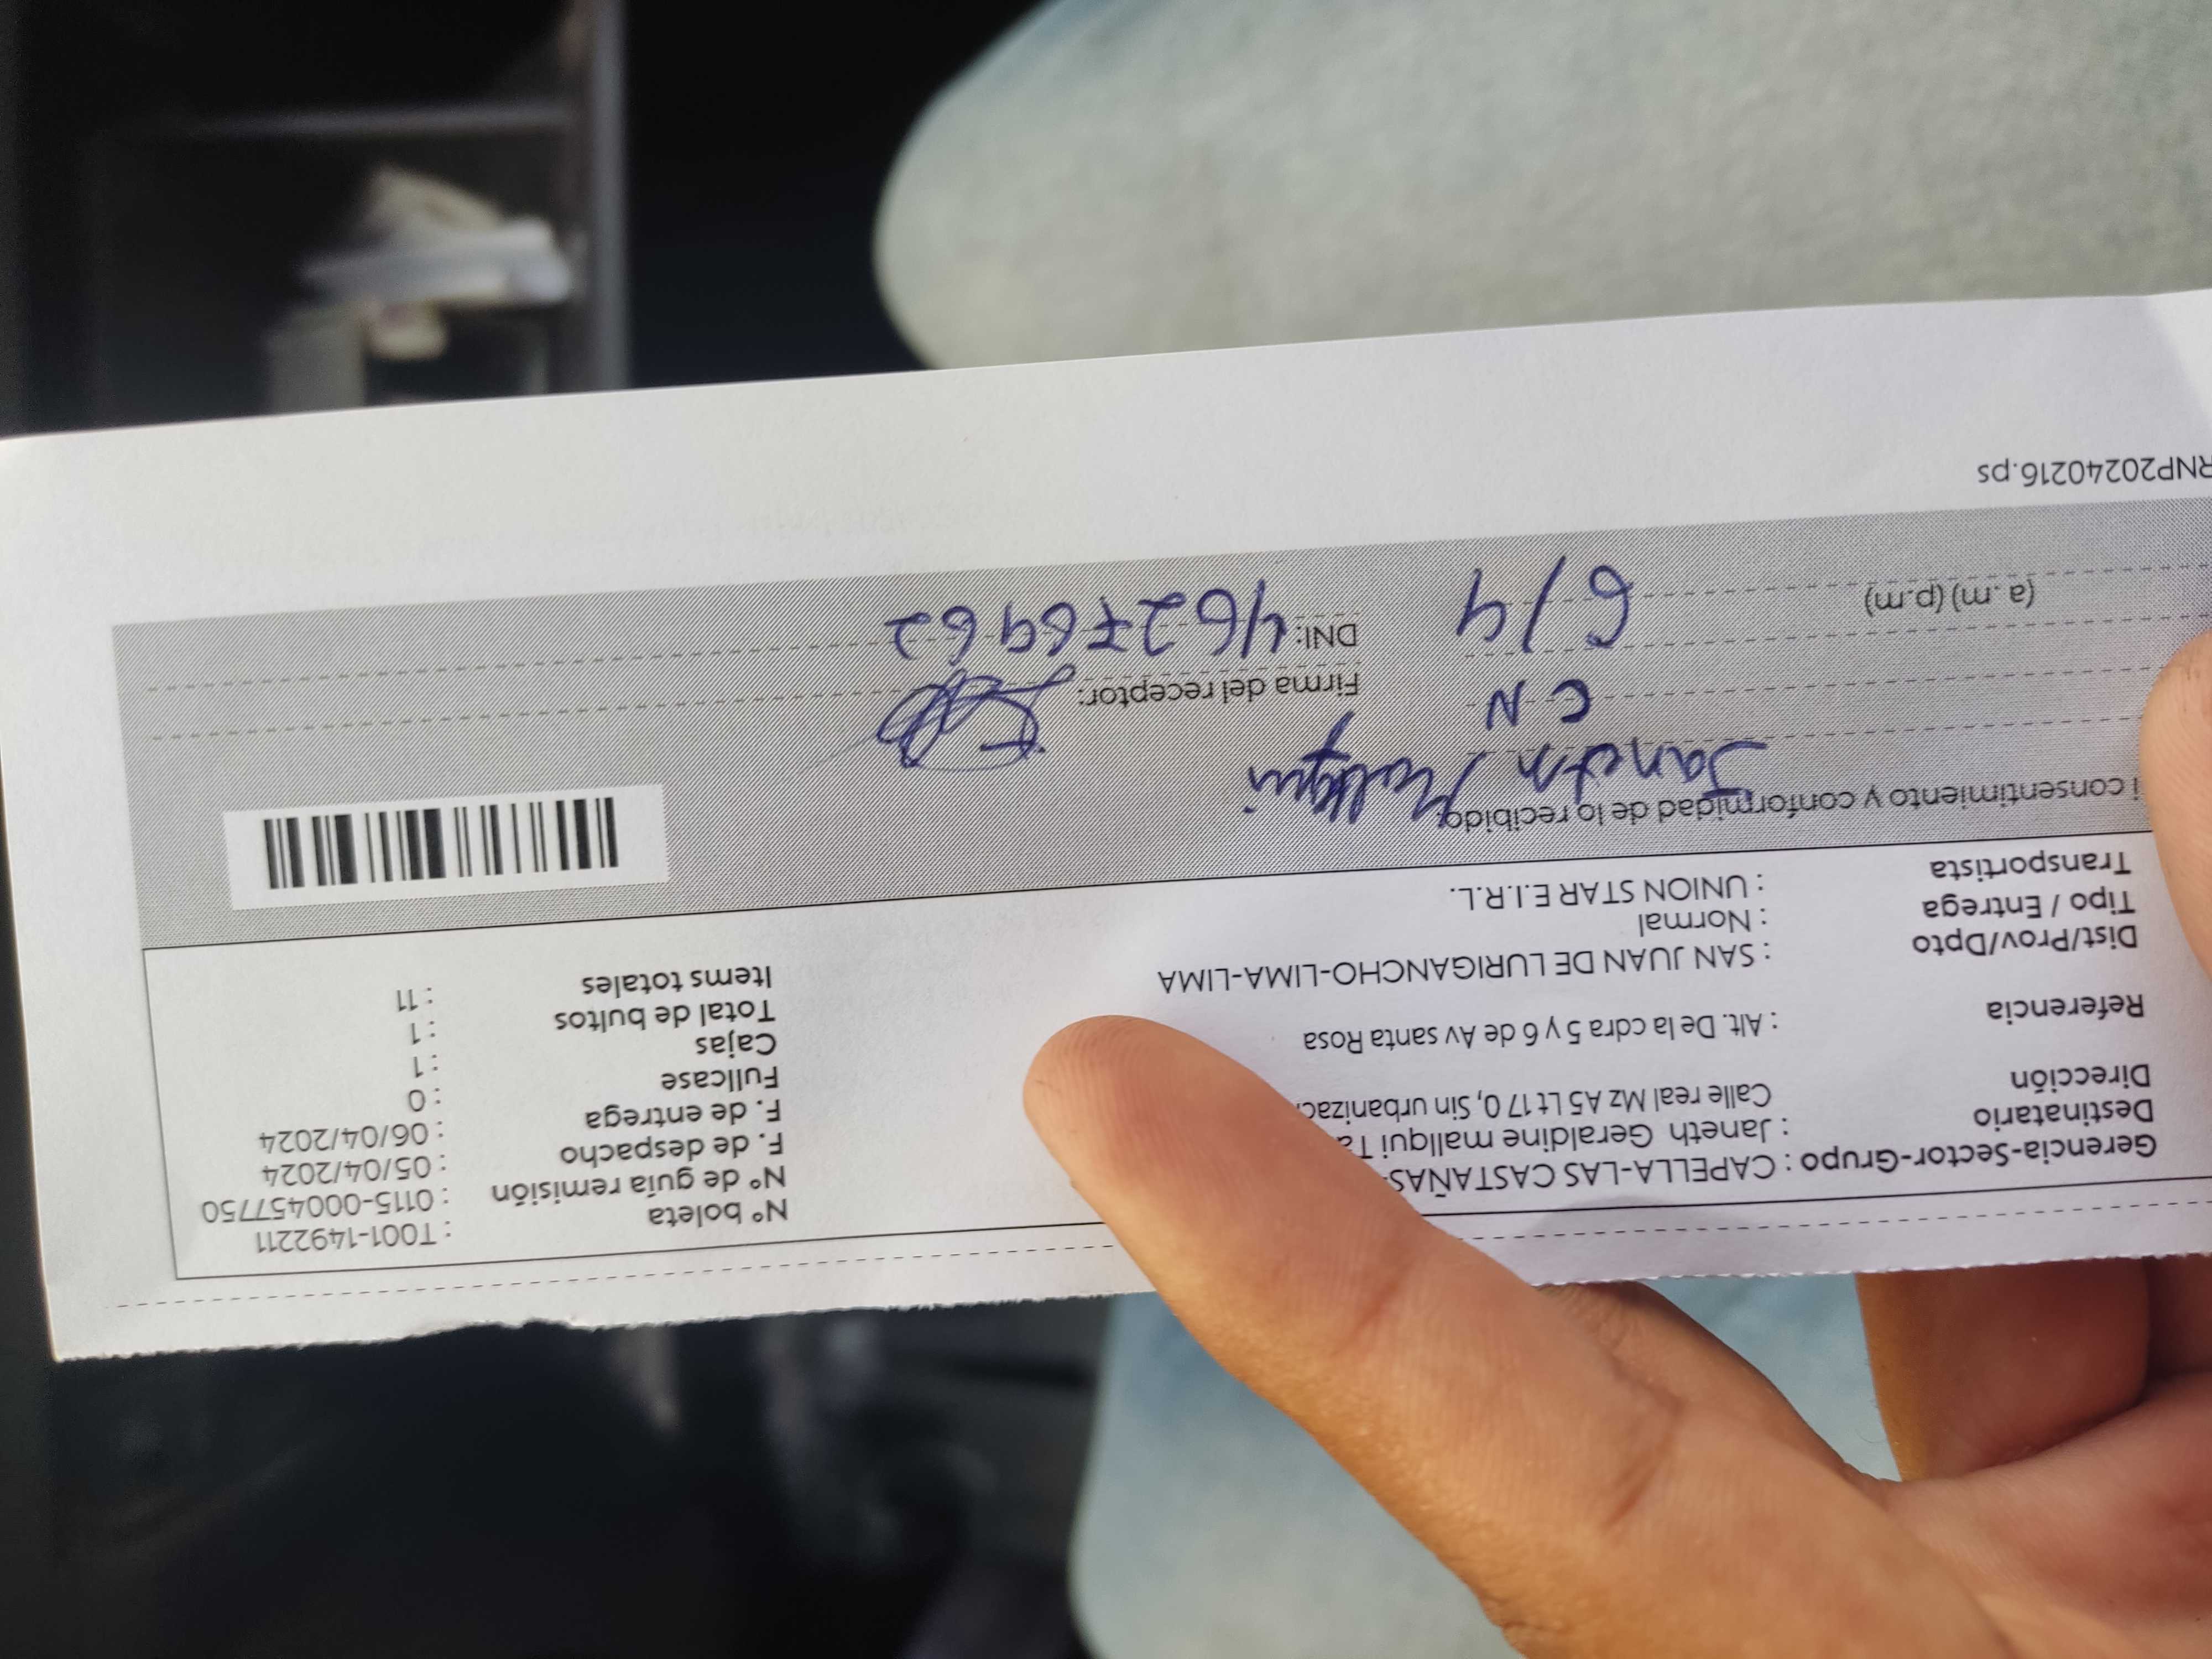 Gerencia-Sector-Grupo : CAPELLA-LAS CASTAÑAS-
Destinatario : Janeth Geraldine mallqui Ta
Dirección Calle real Mz A5 Lt 17 0, Sin urbanizac
Referencia : Alt. De la cdra 5 y 6 de Av santa Rosa
Dist/Prov/Dpto : SAN JUAN DE LURIGANCHO-LIMA-LIMA
Tipo / Entrega : Normal
Transportista : UNION STAR E.I.R.L.
N° boleta : T001-1492211
N° de guía remisión : 0115-000457750
F. de despacho : 05/04/2024
F. de entrega : 06/04/2024
Fullcase : 0
Cajas : 1
Total de bultos : 1
Items totales : 11
i consentimiento y conformidad de lo recibido.
Janeth Mallqui
C N
Firma del receptor:
(a.m) (p.m) 6/4
DNI: 462769462
RNP20240216.ps